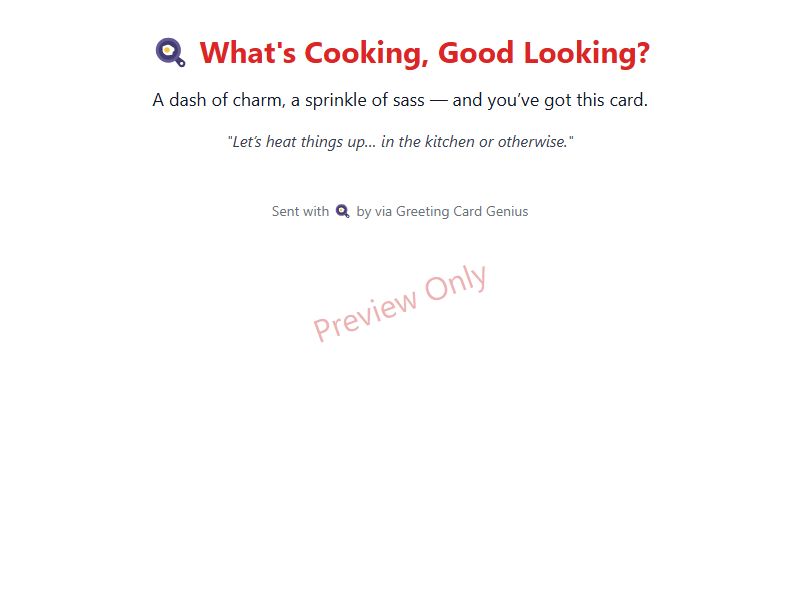 🍳 What's Cooking, Good Looking?
A dash of charm, a sprinkle of sass — and you’ve got this card.
"Let’s heat things up… in the kitchen or otherwise."
Sent with 🍳 by via Greeting Card Genius
Preview Only